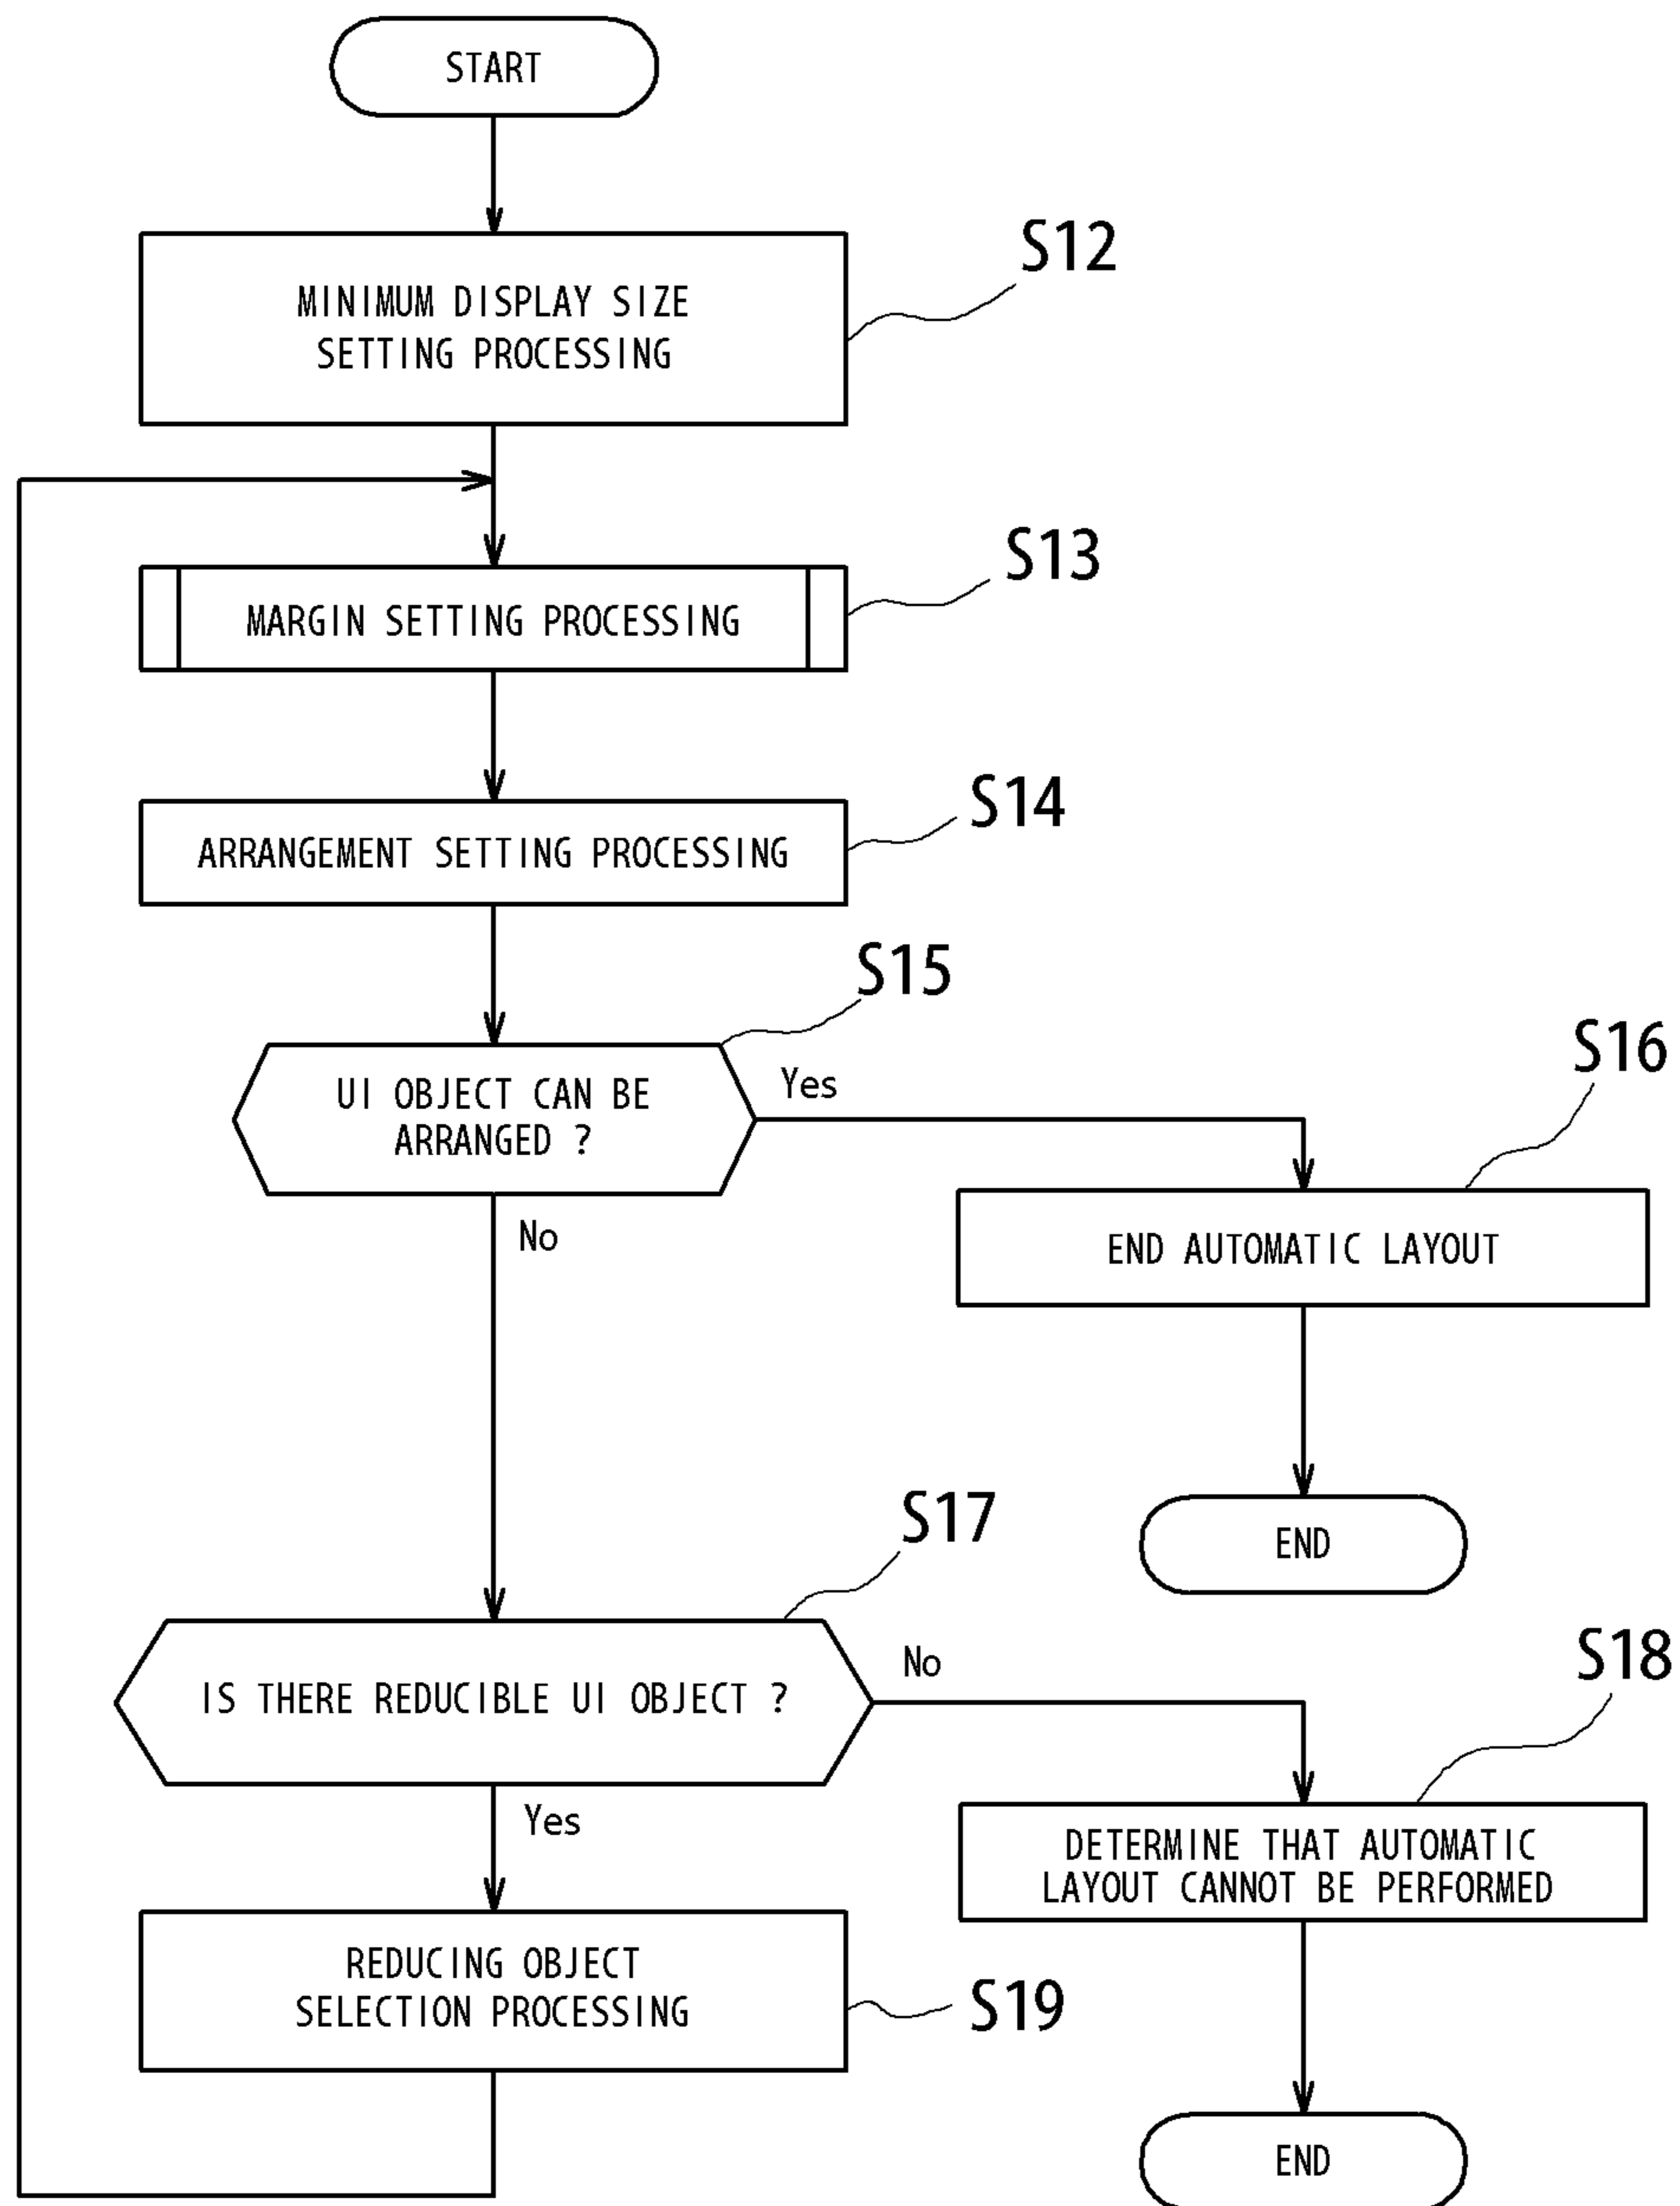 START
S12
MINIMUM DISPLAY SIZE
SETTING PROCESSING
S13
MARGIN SETTING PROCESSING
S14
ARRANGEMENT SETTING PROCESSING
S15
UI OBJECT CAN BE
ARRANGED ?
Yes
S16
END AUTOMATIC LAYOUT
No
END
S17
IS THERE REDUCIBLE UI OBJECT ?
No
S18
DETERMINE THAT AUTOMATIC
LAYOUT CANNOT BE PERFORMED
Yes
REDUCING OBJECT
SELECTION PROCESSING
S19
END